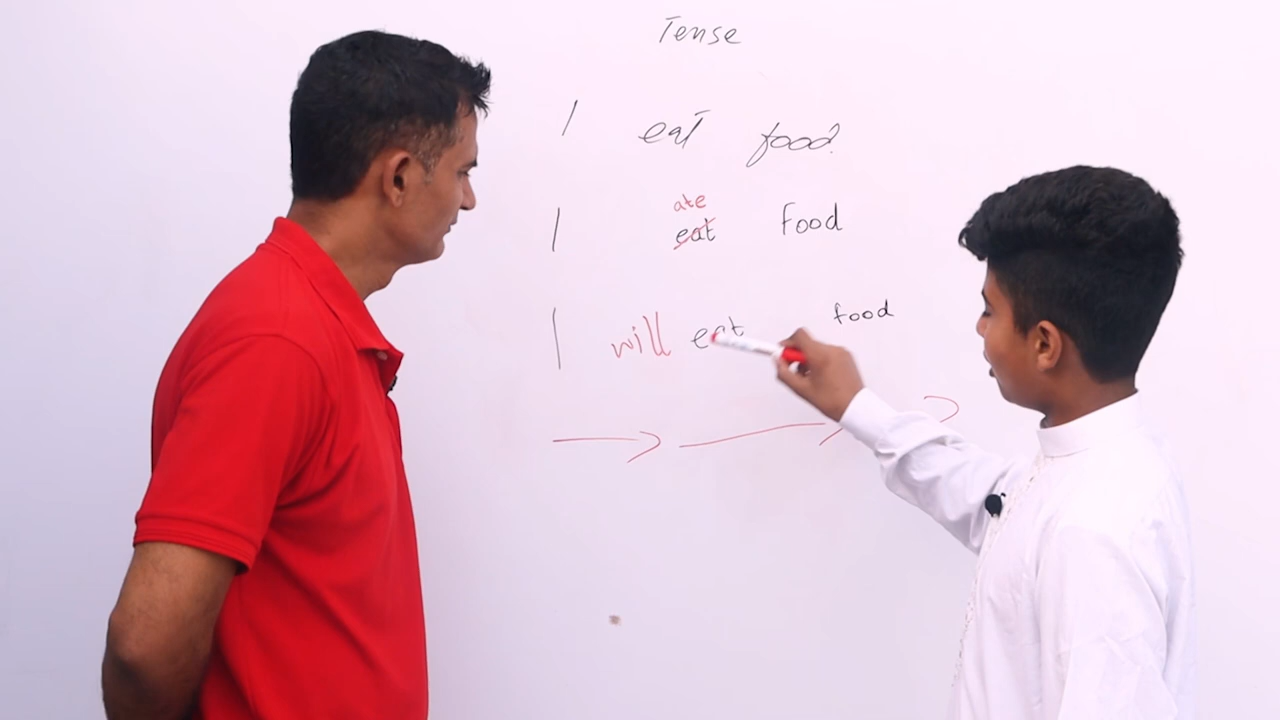 Tense
I eat food.
ate
I eat food
I will eat food